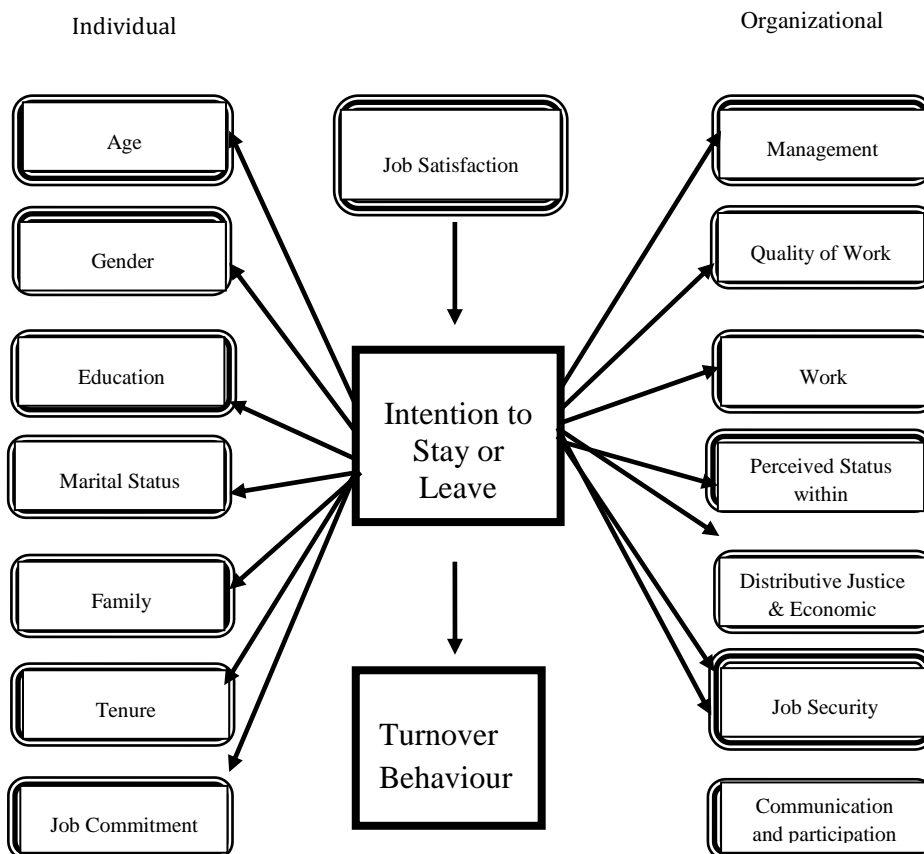 Individual
Organizational
Age
Job Satisfaction
Management
Gender
Quality of Work
Education
Intention to
Stay or
Leave
Work
Marital Status
Perceived Status
within
Family
Distributive Justice
& Economic
Tenure
Turnover
Behaviour
Job Security
Job Commitment
Communication
and participation